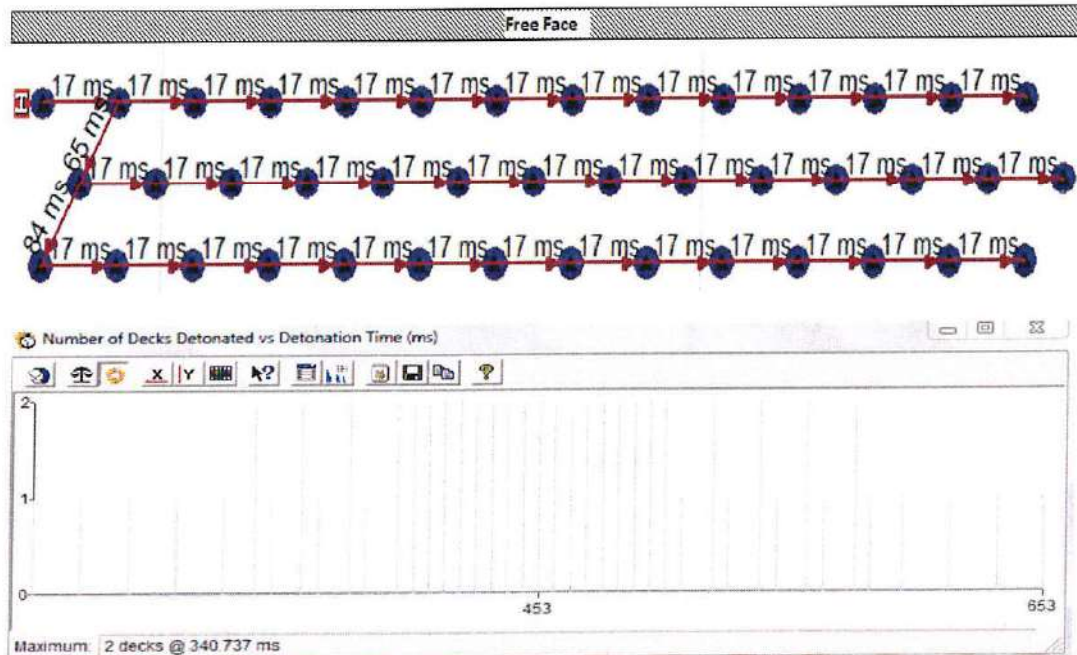 Free Face
17 ms 17 ms 17 ms 17 ms 17 ms 17 ms 17 ms 17 ms 17 ms 17 ms 17 ms 17 ms 17 ms
65 ms
17 ms 17 ms 17 ms 17 ms 17 ms 17 ms 17 ms 17 ms 17 ms 17 ms 17 ms 17 ms 17 ms
84 ms
17 ms 17 ms 17 ms 17 ms 17 ms 17 ms 17 ms 17 ms 17 ms 17 ms 17 ms 17 ms 17 ms
Number of Decks Detonated vs Detonation Time (ms)
X Y ? ?
2
1
0
453 653
Maximum: 2 decks @ 340.737 ms